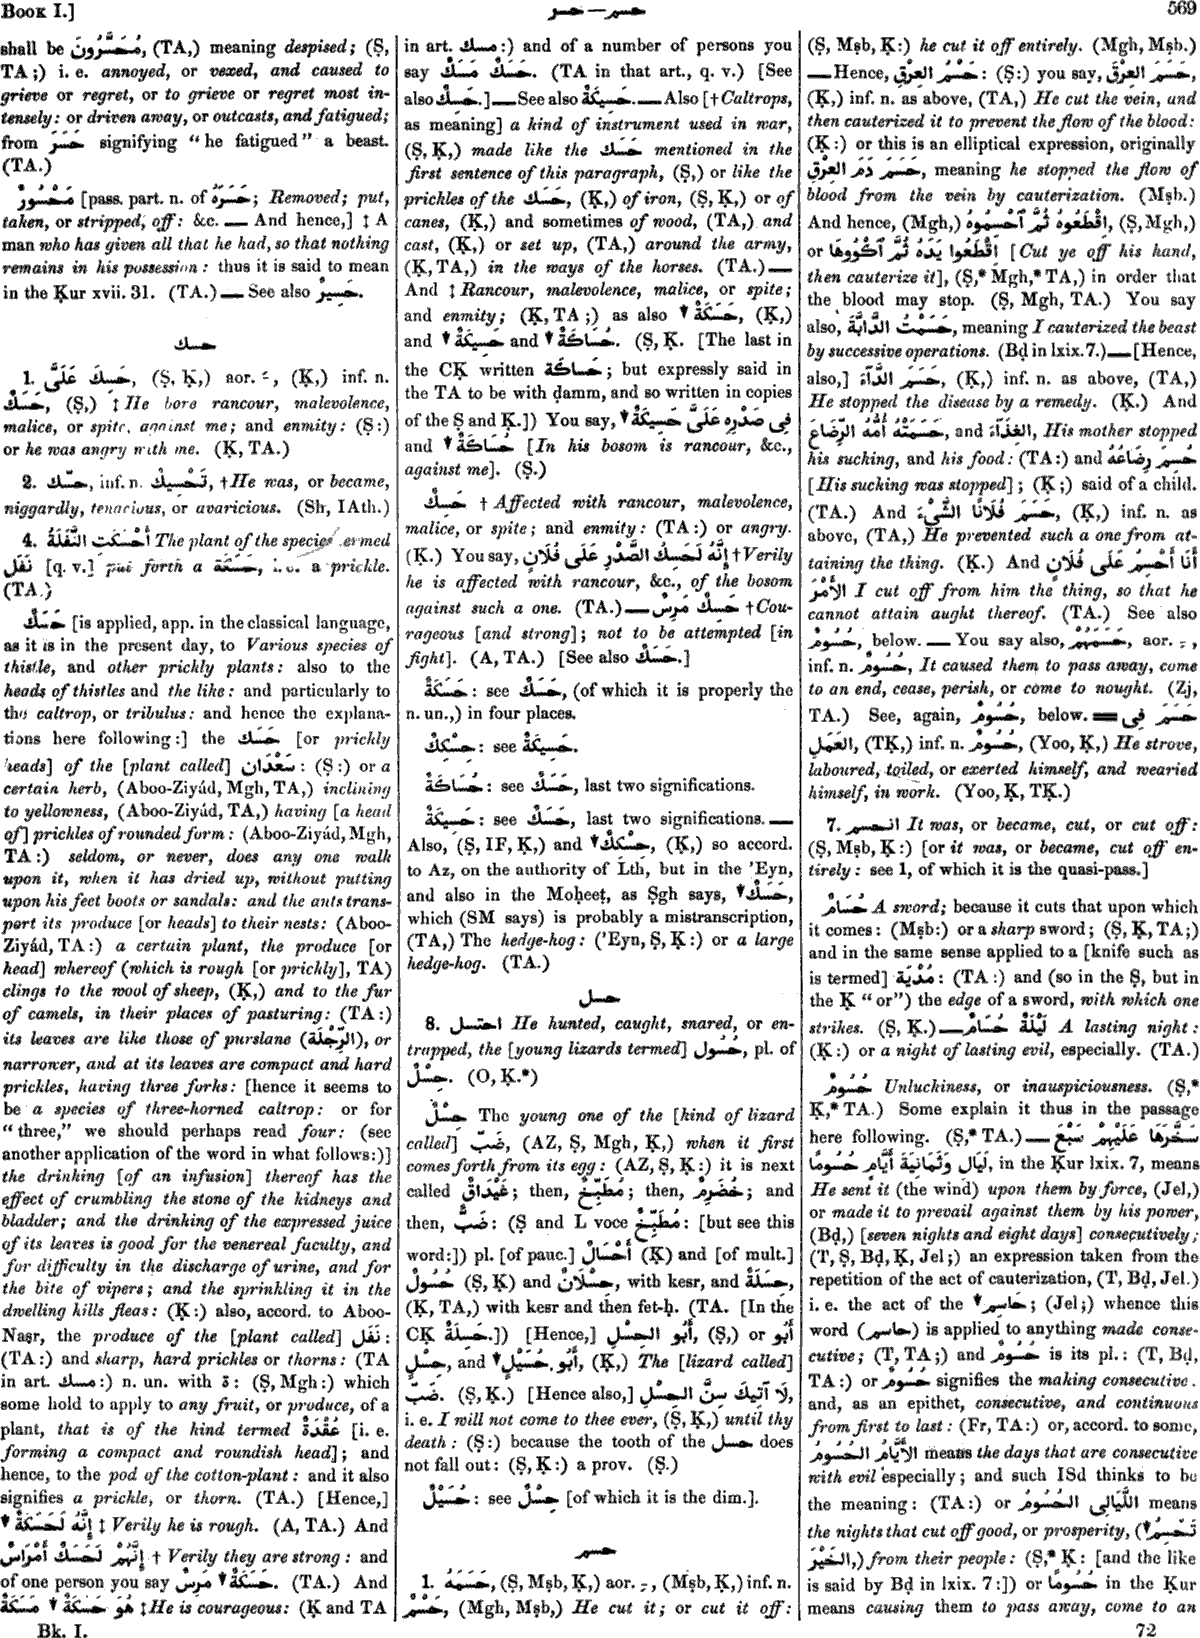 BOOK I.]
حسر — حسم
569
shall be مُحَسَّرُونَ, (TA,) meaning despised; (Ṣ,
TA;) i. e. annoyed, or vexed, and caused to
grieve or regret, or to grieve or regret most in-
tensely: or driven away, or outcasts, and fatigued;
from حَسَرَ signifying "he fatigued" a beast.
(TA.)
مَحْسُورٌ [pass. part. n. of حَسَرَهُ; Removed; put,
taken, or stripped, off: &c. — And hence,] ‡ A
man who has given all that he had, so that nothing
remains in his possession: thus it is said to mean
in the Ḳur xvii. 31. (TA.) — See also حَسِيرٌ.
حسك
1. حَسِكَ عَلَىَّ, (Ṣ, Ḳ,) aor. ـَ, (Ḳ,) inf. n.
حَسَكٌ, (Ṣ,) ‡ He bore rancour, malevolence,
malice, or spite, against me; and enmity: (Ṣ:)
or he was angry with me. (Ḳ, TA.)
2. حسّك, inf. n. تَحْسِيكٌ, † He was, or became,
niggardly, tenacious, or avaricious. (Sh, IAth.)
4. أَحْسَكَتِ النَّفَلَةُ The plant of the species termed
نَفَل [q. v.] put forth a حَسَكَة, i. e. a prickle.
(TA.)
حَسَكٌ [is applied, app. in the classical language,
as it is in the present day, to Various species of
thistle, and other prickly plants: also to the
heads of thistles and the like: and particularly to
the caltrop, or tribulus: and hence the explana-
tions here following:] the حَسَك [or prickly
heads] of the [plant called] سَعْدَان: (Ṣ:) or a
certain herb, (Aboo-Ziyád, Mgh, TA,) inclining
to yellowness, (Aboo-Ziyád, TA,) having [a head
of] prickles of rounded form: (Aboo-Ziyád, Mgh,
TA:) seldom, or never, does any one walk
upon it, when it has dried up, without putting
upon his feet boots or sandals: and the ants trans-
port its produce [or heads] to their nests: (Aboo-
Ziyád, TA:) a certain plant, the produce [or
head] whereof (which is rough [or prickly], TA)
clings to the wool of sheep, (Ḳ,) and to the fur
of camels, in their places of pasturing: (TA:)
its leaves are like those of purslane (الرِّجْلَة), or
narrower, and at its leaves are compact and hard
prickles, having three forks: [hence it seems to
be a species of three-horned caltrop: or for
"three," we should perhaps read four: (see
another application of the word in what follows:)]
the drinking [of an infusion] thereof has the
effect of crumbling the stone of the kidneys and
bladder; and the drinking of the expressed juice
of its leaves is good for the venereal faculty, and
for difficulty in the discharge of urine, and for
the bite of vipers; and the sprinkling it in the
dwelling kills fleas: (Ḳ:) also, accord. to Aboo-
Naṣr, the produce of the [plant called] نَفَل:
(TA:) and sharp, hard prickles or thorns: (TA
in art. مسك:) n. un. with ة: (Ṣ, Mgh:) which
some hold to apply to any fruit, or produce, of a
plant, that is of the kind termed عُقْدَة [i. e.
forming a compact and roundish head]; and
hence, to the pod of the cotton-plant: and it also
signifies a prickle, or thorn. (TA.) [Hence,]
▼ إِنَّهُ لَحَسَكَةٌ ‡ Verily he is rough. (A, TA.) And
إِنَّهُمْ لَحَسَكٌ أَمْرَاسٌ † Verily they are strong: and
of one person you say ▼ حَسَكَةٌ مَرِسٌ. (TA.) And
هُوَ حَسَكَةٌ ▼ مَسَكَةٌ ‡ He is courageous: (Ḳ and TA
Bk. I.
in art. مسك:) and of a number of persons you
say حَسَكٌ مَسَكٌ. (TA in that art., q. v.) [See
also حَسِكٌ.] — See also حَسِيكَةٌ. — Also [† Caltrops,
as meaning] a kind of instrument used in war,
(Ṣ, Ḳ,) made like the حَسَك mentioned in the
first sentence of this paragraph, (Ṣ,) or like the
prickles of the حَسَك, (Ḳ,) of iron, (Ṣ, Ḳ,) or of
canes, (Ḳ,) and sometimes of wood, (TA,) and
cast, (Ḳ,) or set up, (TA,) around the army,
(Ḳ, TA,) in the ways of the horses. (TA.) —
And ‡ Rancour, malevolence, malice, or spite;
and enmity; (Ḳ, TA;) as also ▼ حَسَكَةٌ, (Ḳ,)
and ▼ حَسِيكَةٌ and ▼ حُسَاكَةٌ. (Ṣ, Ḳ. [The last in
the CḲ written حَسَاكَة; but expressly said in
the TA to be with ḍamm, and so written in copies
of the Ṣ and Ḳ.]) You say, ▼ فِى صَدْرِهِ عَلَىَّ حَسِيكَةٌ
and ▼ حُسَاكَةٌ [In his bosom is rancour, &c.,
against me]. (Ṣ.)
حَسِكٌ † Affected with rancour, malevolence,
malice, or spite; and enmity: (TA:) or angry.
(Ḳ.) You say, إِنَّهُ لَحَسِكُ الصَّدْرِ عَلَى فُلَانٍ † Verily
he is affected with rancour, &c., of the bosom
against such a one. (TA.) — حَسِكٌ مَرِسٌ † Cou-
rageous [and strong]; not to be attempted [in
fight]. (A, TA.) [See also حَسَكٌ.]
حَسَكَةٌ: see حَسَكٌ, (of which it is properly the
n. un.,) in four places.
حِسْكِكٌ: see حَسِيكَةٌ.
حُسَاكَةٌ: see حَسَكٌ, last two significations.
حَسِيكَةٌ: see حَسَكٌ, last two significations. —
Also, (Ṣ, IF, Ḳ,) and ▼ حِسْكِكٌ, (Ḳ,) so accord.
to Az, on the authority of Lth, but in the 'Eyn,
and also in the Moḥeeṭ, as Ṣgh says, ▼ حَسَكٌ,
which (SM says) is probably a mistranscription,
(TA,) The hedge-hog: ('Eyn, Ṣ, Ḳ:) or a large
hedge-hog. (TA.)
حسل
8. احتسل He hunted, caught, snared, or en-
trapped, the [young lizards termed] حُسُول, pl. of
حِسْلٌ. (O, Ḳ.*)
حِسْلٌ The young one of the [kind of lizard
called] ضَبّ, (AZ, Ṣ, Mgh, Ḳ,) when it first
comes forth from its egg: (AZ, Ṣ, Ḳ:) it is next
called غَيْدَاقٌ; then, مُطَبِّخٌ; then, خُضَرِمٌ; and
then, ضَبٌّ: (Ṣ and L voce مُطَبِّخٌ: [but see this
word:]) pl. [of pauc.] أَحْسَالٌ (Ḳ) and [of mult.]
حُسُولٌ (Ṣ, Ḳ) and حِسْلَانٌ, with kesr, and حِسَلَةٌ,
(Ḳ, TA,) with kesr and then fet-ḥ. (TA. [In the
CḲ حَسِلَةٌ.]) [Hence,] أَبُو الحِسْلِ, (Ṣ,) or أَبُو
حِسْلٍ, and ▼ أَبُو حُسَيْلٍ, (Ḳ,) The [lizard called]
ضَبّ. (Ṣ, Ḳ.) [Hence also,] لَا آتِيكَ سِنَّ الحِسْلِ,
i. e. I will not come to thee ever, (Ṣ, Ḳ,) until thy
death: (Ṣ:) because the tooth of the حسل does
not fall out: (Ṣ, Ḳ:) a prov. (Ṣ.)
حُسَيْلٌ: see حِسْلٌ [of which it is the dim.].
حسم
1. حَسَمَهُ, (Ṣ, Mṣb, Ḳ,) aor. ـِ, (Mṣb, Ḳ,) inf. n.
حَسْمٌ, (Mgh, Mṣb,) He cut it; or cut it off:
(Ṣ, Mṣb, Ḳ:) he cut it off entirely. (Mgh, Mṣb.)
— Hence, حَسْمُ العِرْقِ: (Ṣ:) you say, حَسَمَ العِرْقَ,
(Ḳ,) inf. n. as above, (TA,) He cut the vein, and
then cauterized it to prevent the flow of the blood:
(Ḳ:) or this is an elliptical expression, originally
حَسَمَ دَمَ العِرْقِ, meaning he stopped the flow of
blood from the vein by cauterization. (Mṣb.)
And hence, (Mgh,) اِقْطَعُوهُ ثُمَّ ٱحْسِمُوهُ, (Ṣ, Mgh,)
or اِقْطَعُوا يَدَهُ ثُمَّ ٱكْوُوهَا [Cut ye off his hand,
then cauterize it], (Ṣ,* Mgh,* TA,) in order that
the blood may stop. (Ṣ, Mgh, TA.) You say
also, حَسَمْتُ الدَّابَّةَ, meaning I cauterized the beast
by successive operations. (Bḍ in lxix. 7.) — [Hence,
also,] حَسَمَ الدَّآءَ, (Ḳ,) inf. n. as above, (TA,)
He stopped the disease by a remedy. (Ḳ.) And
حَسَمَتْهُ أُمُّهُ الرَّضَاعَ, and الغِذَآءَ, His mother stopped
his sucking, and his food: (TA:) and حُسِمَ رِضَاعُهُ
[His sucking was stopped]; (Ḳ;) said of a child.
(TA.) And حَسَمَ فُلَانًا الشَّىْءَ, (Ḳ,) inf. n. as
above, (TA,) He prevented such a one from at-
taining the thing. (Ḳ.) And أَنَا أَحْسِمُ عَلَى فُلَانٍ
الأَمْرَ I cut off from him the thing, so that he
cannot attain aught thereof. (TA.) See also
حُسُومٌ, below. — You say also, حَسَمَهُمْ, aor. ـِ,
inf. n. حُسُومٌ, It caused them to pass away, come
to an end, cease, perish, or come to nought. (Zj,
TA.) See, again, حُسُومٌ, below. = حَسَمَ فِى
العَمَلِ, (TḲ,) inf. n. حُسُومٌ, (Yoo, Ḳ,) He strove,
laboured, toiled, or exerted himself, and wearied
himself, in work. (Yoo, Ḳ, TḲ.)
7. انحسم It was, or became, cut, or cut off:
(Ṣ, Mṣb, Ḳ:) [or it was, or became, cut off en-
tirely: see 1, of which it is the quasi-pass.]
حُسَامٌ A sword; because it cuts that upon which
it comes: (Mṣb:) or a sharp sword; (Ṣ, Ḳ, TA;)
and in the same sense applied to a [knife such as
is termed] مُدْيَة: (TA:) and (so in the Ṣ, but in
the Ḳ "or") the edge of a sword, with which one
strikes. (Ṣ, Ḳ.) — لَيْلَةٌ حُسَامٌ A lasting night:
(Ḳ:) or a night of lasting evil, especially. (TA.)
حُسُومٌ Unluckiness, or inauspiciousness. (Ṣ,*
Ḳ,* TA.) Some explain it thus in the passage
here following. (Ṣ,* TA.) — سَخَّرَهَا عَلَيْهِمْ سَبْعَ
لَيَالٍ وَثَمَانِيَةَ أَيَّامٍ حُسُومًا, in the Ḳur lxix. 7, means
He sent it (the wind) upon them by force, (Jel,)
or made it to prevail against them by his power,
(Bḍ,) [seven nights and eight days] consecutively;
(T, Ṣ, Bḍ, Ḳ, Jel;) an expression taken from the
repetition of the act of cauterization, (T, Bḍ, Jel.)
i. e. the act of the ▼ حَاسِم; (Jel;) whence this
word (حاسم) is applied to anything made conse-
cutive; (T, TA;) and حُسُومٌ is its pl.: (T, Bḍ,
TA:) or حُسُومٌ signifies the making consecutive.
and, as an epithet, consecutive, and continuous
from first to last: (Fr, TA:) or, accord. to some,
الأَيَّامُ الحُسُومُ means the days that are consecutive
with evil especially; and such ISd thinks to be
the meaning: (TA:) or اللَّيَالِى الحُسُومُ means
the nights that cut off good, or prosperity, (▼ تَحْسِمُ
الخَيْرَ,) from their people: (Ṣ,* Ḳ: [and the like
is said by Bḍ in lxix. 7:]) or حُسُومًا in the Ḳur
means causing them to pass away, come to an
72